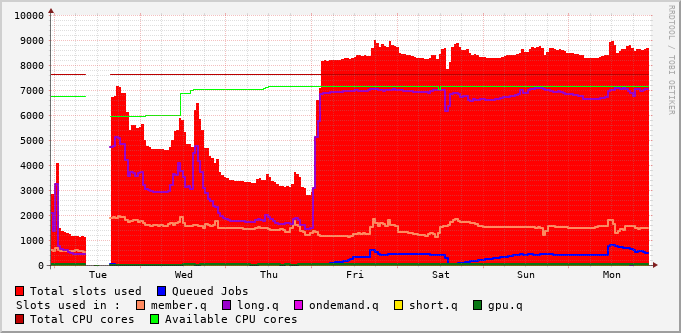 RRDTOOL / TOBI OETIKER
10000
9000
8000
7000
6000
5000
4000
3000
2000
1000
0
Tue Wed Thu Fri Sat Sun Mon
Total slots used Queued Jobs
Slots used in : member.q long.q ondemand.q short.q gpu.q
Total CPU cores Available CPU cores